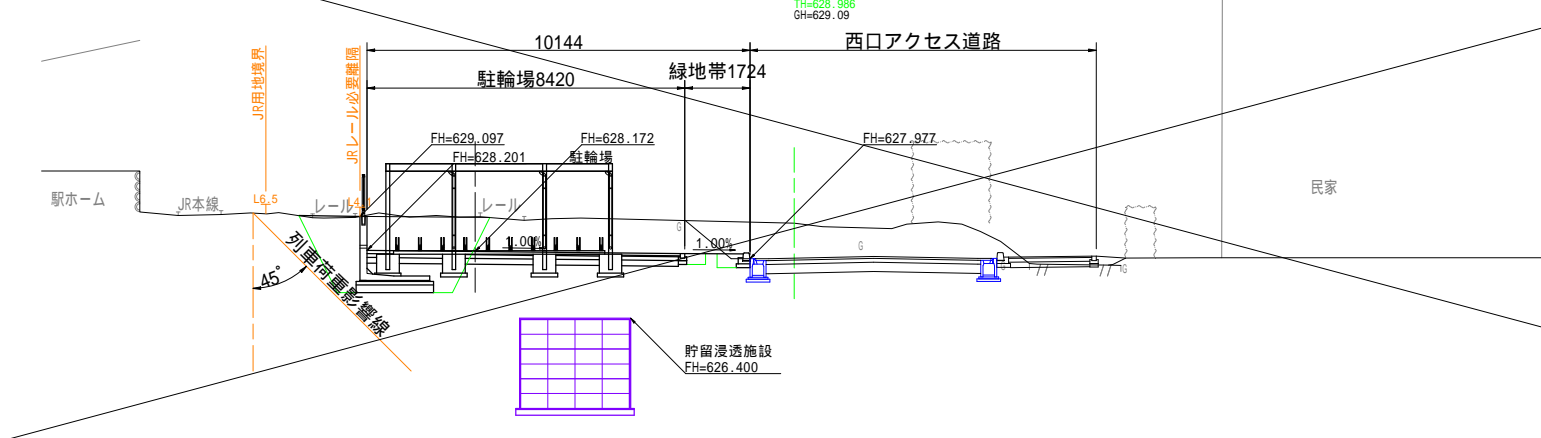 TH=628.986
GH=629.09
10144
西口アクセス道路
緑地帯1724
駐輪場8420
JR用地境界
JRレール必要離隔
FH=629.097
FH=628.172
FH=627.977
FH=628.201
駐輪場
駅ホーム
JR本線
L6.5
レール
レール
民家
G
1.00%
1.00%
G
G
G
列車荷重影響線
45°
貯留浸透施設
FH=626.400